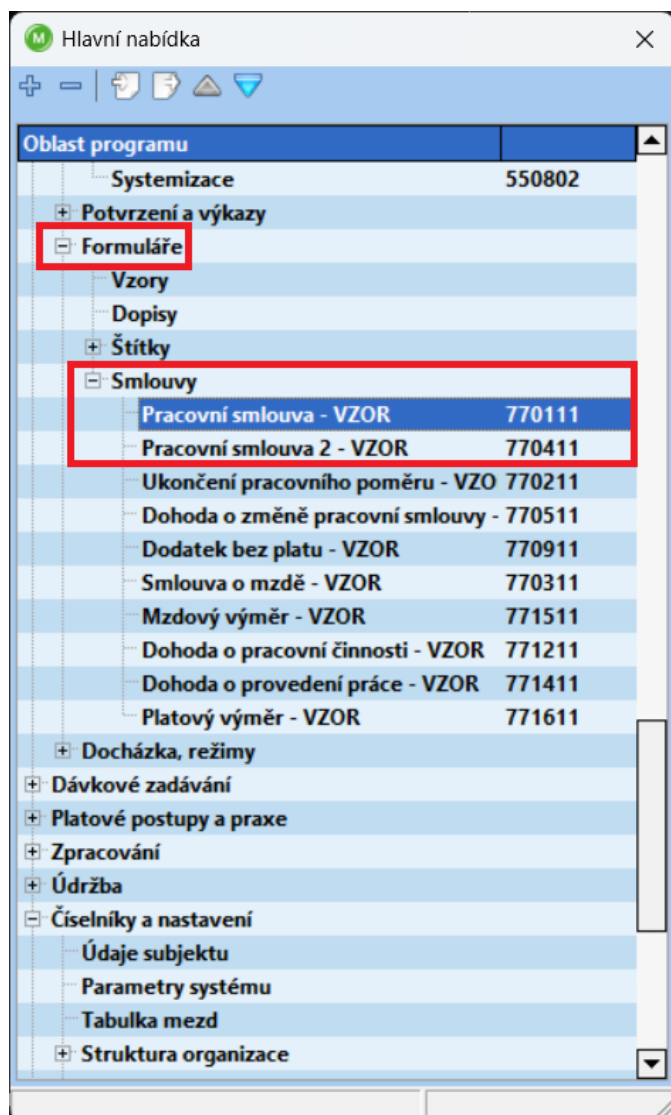 M Hlavní nabídka
Oblast programu
Systemizace 550802
Potvrzení a výkazy
Formuláře
Vzory
Dopisy
Štítky
Smlouvy
Pracovní smlouva - VZOR 770111
Pracovní smlouva 2 - VZOR 770411
Ukončení pracovního poměru - VZO 770211
Dohoda o změně pracovní smlouvy - 770511
Dodatek bez platu - VZOR 770911
Smlouva o mzdě - VZOR 770311
Mzdový výměr - VZOR 771511
Dohoda o pracovní činnosti - VZOR 771211
Dohoda o provedení práce - VZOR 771411
Platový výměr - VZOR 771611
Docházka, režimy
Dávkové zadávání
Platové postupy a praxe
Zpracování
Údržba
Číselníky a nastavení
Údaje subjektu
Parametry systému
Tabulka mezd
Struktura organizace